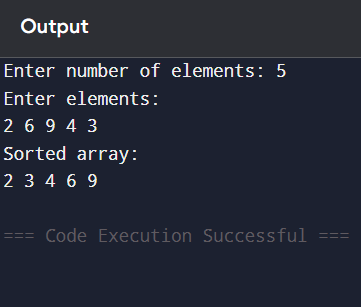 Output
Enter number of elements: 5
Enter elements:
2 6 9 4 3
Sorted array:
2 3 4 6 9
=== Code Execution Successful ===